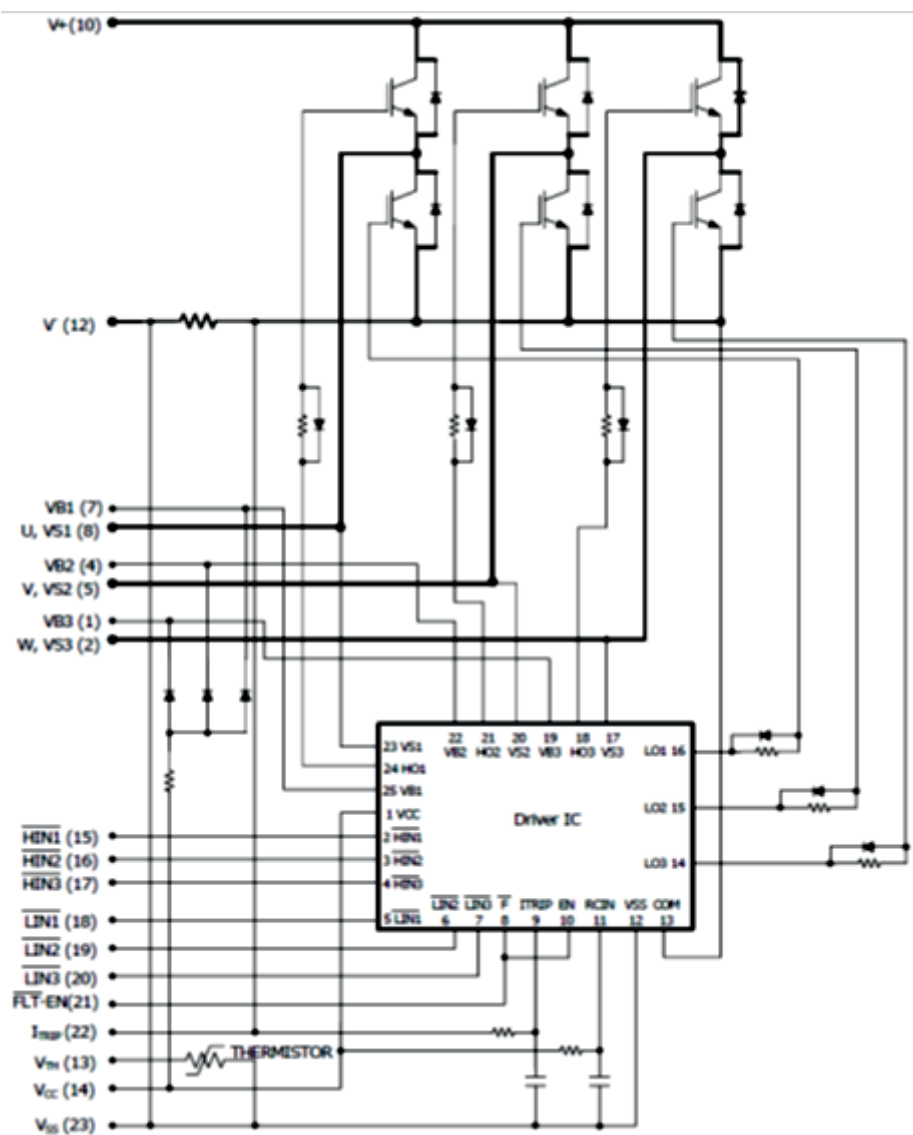 V+(10)
V- (12)
VB1 (7)
U, VS1 (8)
VB2 (4)
V, VS2 (5)
VB3 (1)
W, VS3 (2)
22 21 20 19 18 17
VB2 HO2 VS2 VB3 HO3 VS3
23 VS1
24 HO1
25 VB1
1 VCC
2 HIN1
3 HIN2
4 HIN3
5 LIN1
Driver IC
LO1 16
LO2 15
LO3 14
LIN2 LIN3 F ITRIP EN RCIN VSS COM
6 7 8 9 10 11 12 13
HIN1 (15)
HIN2 (16)
HIN3 (17)
LIN1 (18)
LIN2 (19)
LIN3 (20)
FLT-EN(21)
ITRIP (22)
VTH (13)
THERMISTOR
VCC (14)
VSS (23)